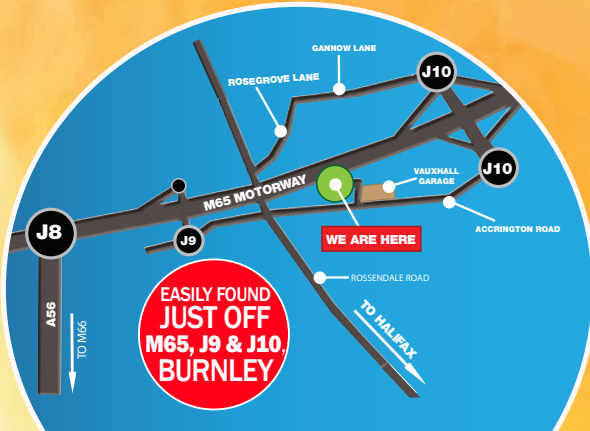 GANNOW LANE
J10
ROSEGROVE LANE
VAUXHALL
GARAGE
J10
M65 MOTORWAY
ACCRINGTON ROAD
J8
J9
WE ARE HERE
ROSSENDALE ROAD
A56
TO M66
EASILY FOUND
JUST OFF
M65, J9 & J10,
BURNLEY
TO HALIFAX